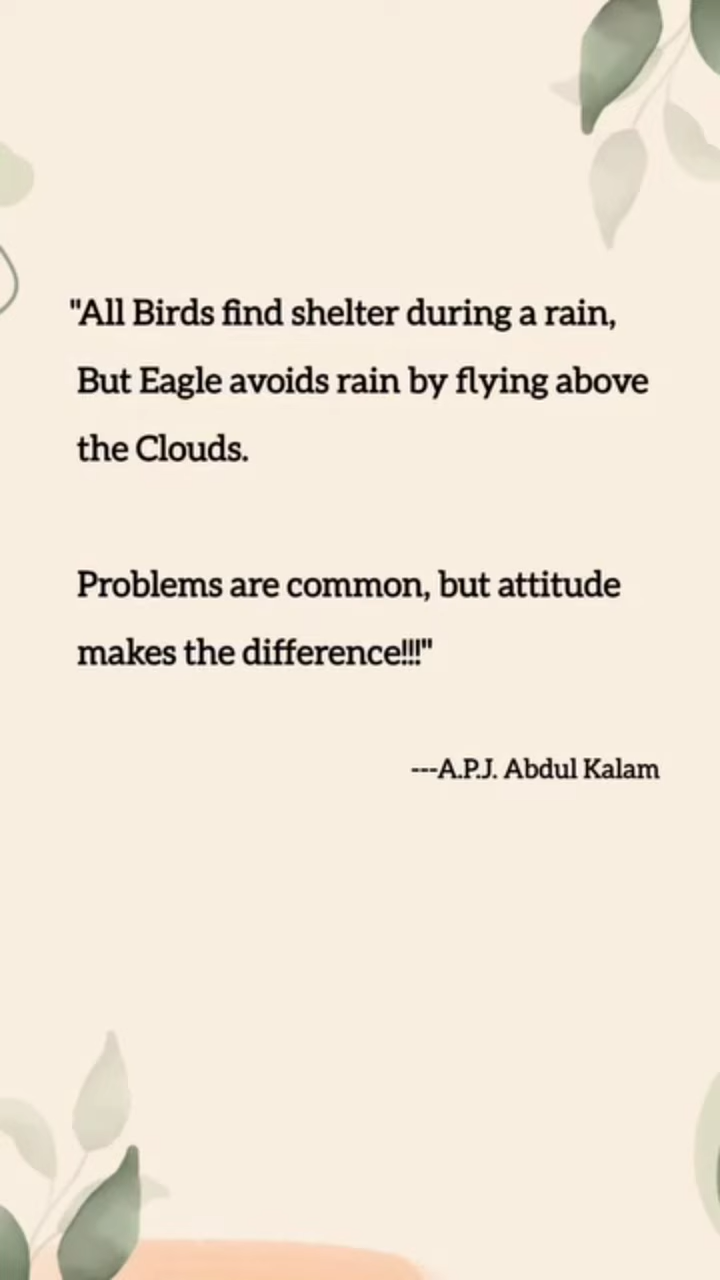 "All Birds find shelter during a rain,
But Eagle avoids rain by flying above
the Clouds.
Problems are common, but attitude
makes the difference!!!"
---A.P.J. Abdul Kalam